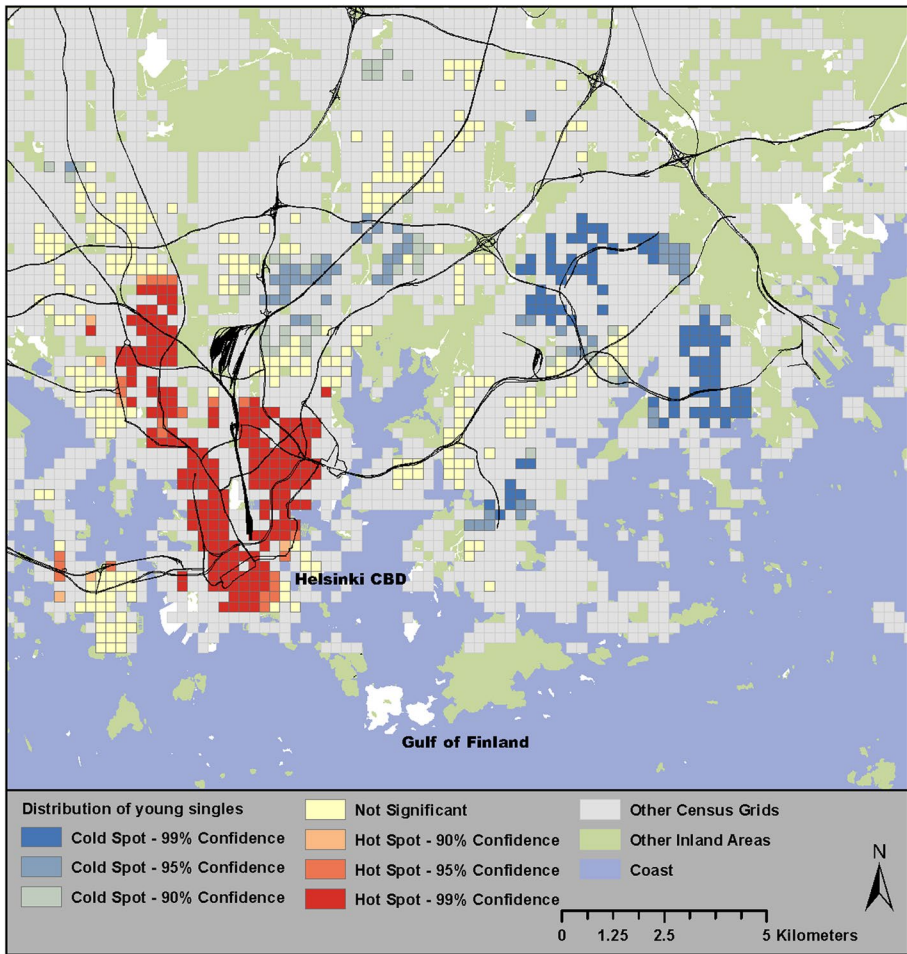 Helsinki CBD
Gulf of Finland
Distribution of young singles
Cold Spot - 99% Confidence
Cold Spot - 95% Confidence
Cold Spot - 90% Confidence
Not Significant
Hot Spot - 90% Confidence
Hot Spot - 95% Confidence
Hot Spot - 99% Confidence
Other Census Grids
Other Inland Areas
Coast
N
0 1.25 2.5 5 Kilometers